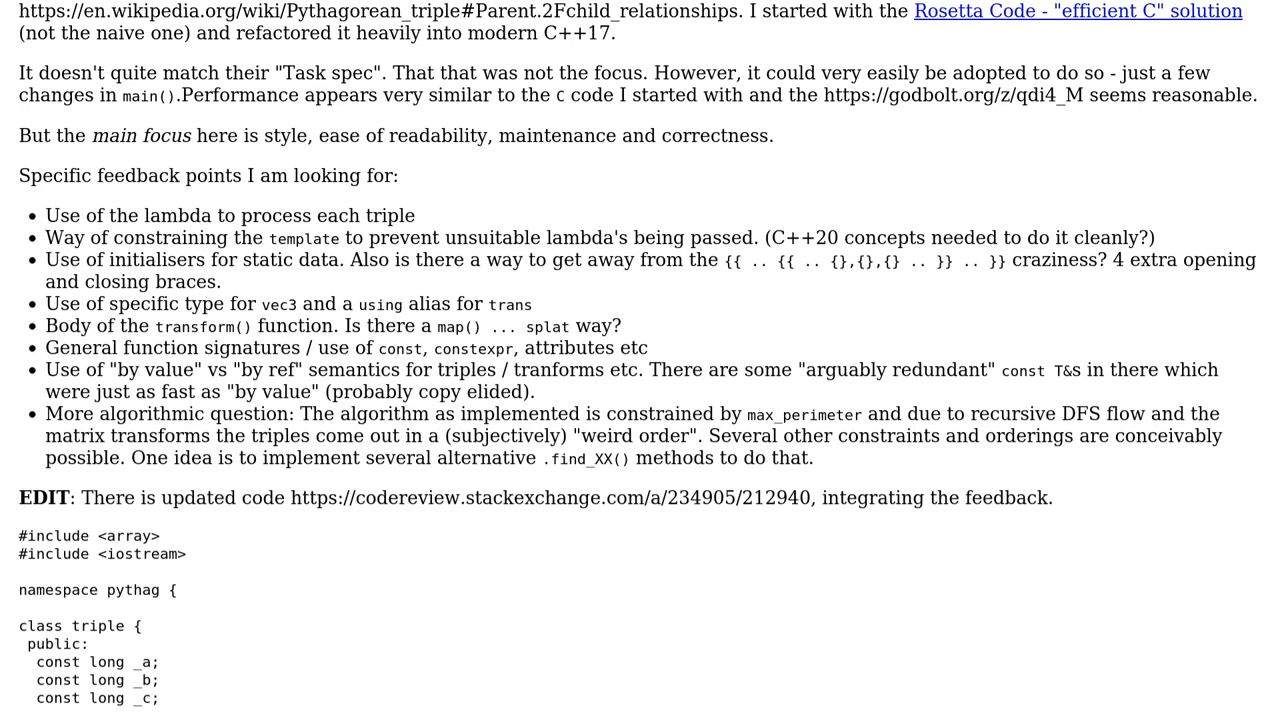 https://en.wikipedia.org/wiki/Pythagorean_triple#Parent.2Fchild_relationships. I started with the Rosetta Code - "efficient C" solution
(not the naive one) and refactored it heavily into modern C++17.
It doesn't quite match their "Task spec". That that was not the focus. However, it could very easily be adopted to do so - just a few
changes in main().Performance appears very similar to the C code I started with and the https://godbolt.org/z/qdi4_M seems reasonable.
But the main focus here is style, ease of readability, maintenance and correctness.
Specific feedback points I am looking for:
• Use of the lambda to process each triple
• Way of constraining the template to prevent unsuitable lambda's being passed. (C++20 concepts needed to do it cleanly?)
• Use of initialisers for static data. Also is there a way to get away from the {{ .. {{ .. {},{},{} .. }} .. }} craziness? 4 extra opening
and closing braces.
• Use of specific type for vec3 and a using alias for trans
• Body of the transform() function. Is there a map() ... splat way?
• General function signatures / use of const, constexpr, attributes etc
• Use of "by value" vs "by ref" semantics for triples / tranforms etc. There are some "arguably redundant" const T&s in there which
were just as fast as "by value" (probably copy elided).
• More algorithmic question: The algorithm as implemented is constrained by max_perimeter and due to recursive DFS flow and the
matrix transforms the triples come out in a (subjectively) "weird order". Several other constraints and orderings are conceivably
possible. One idea is to implement several alternative .find_XX() methods to do that.
EDIT: There is updated code https://codereview.stackexchange.com/a/234905/212940, integrating the feedback.
#include <array>
#include <iostream>
namespace pythag {
class triple {
 public:
  const long _a;
  const long _b;
  const long _c;